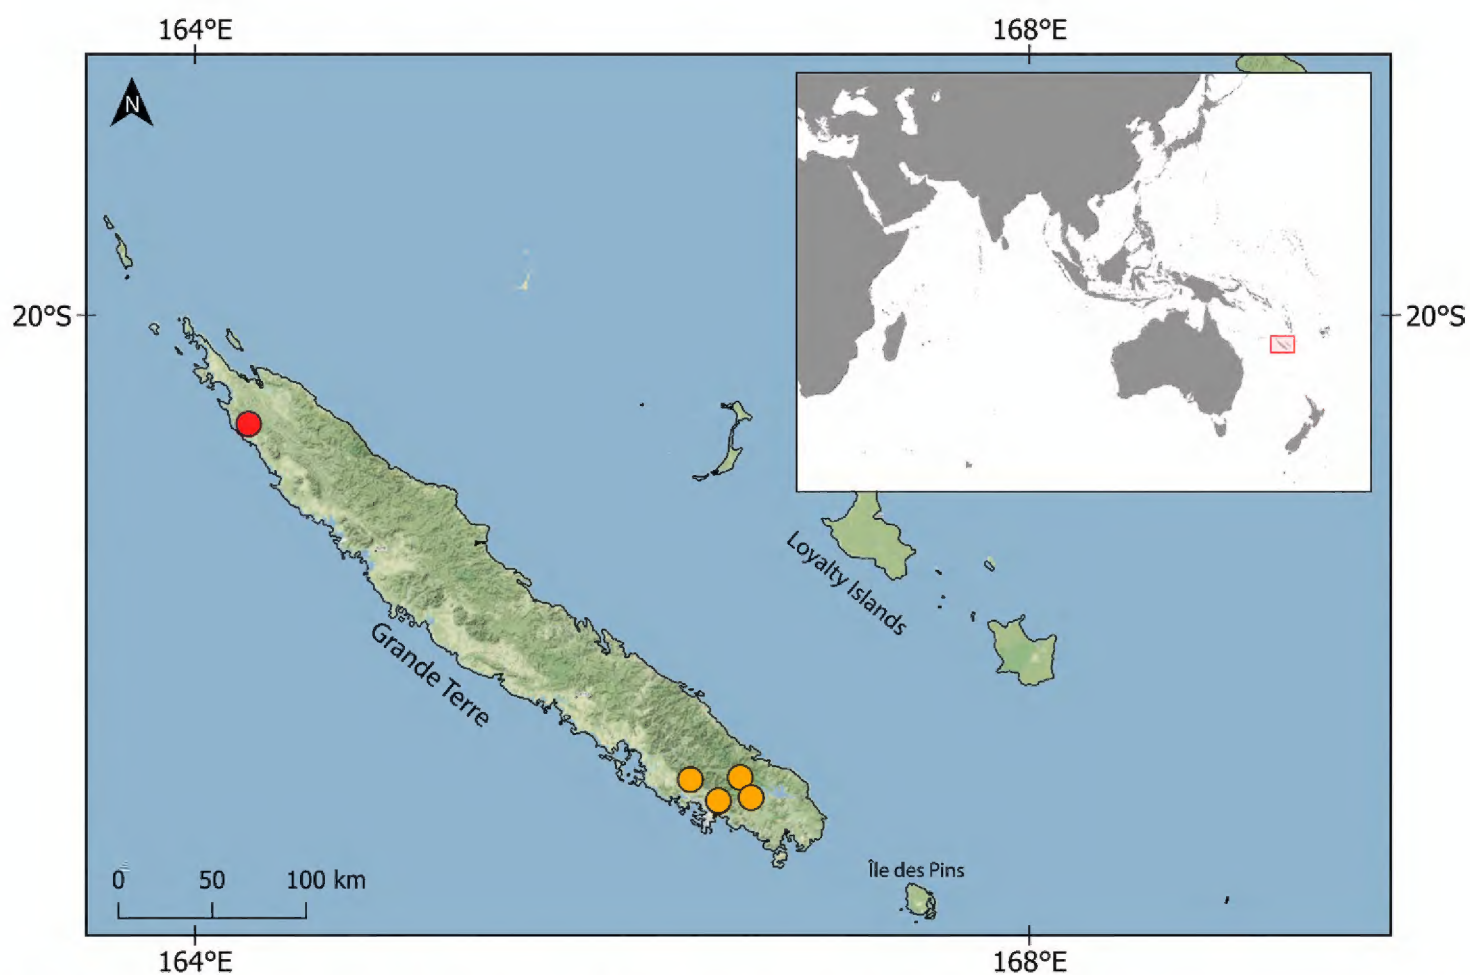 164°E 168°E
N
20°S 20°S
Loyalty Islands
Grande Terre
Île des Pins
0 50 100 km
164°E 168°E